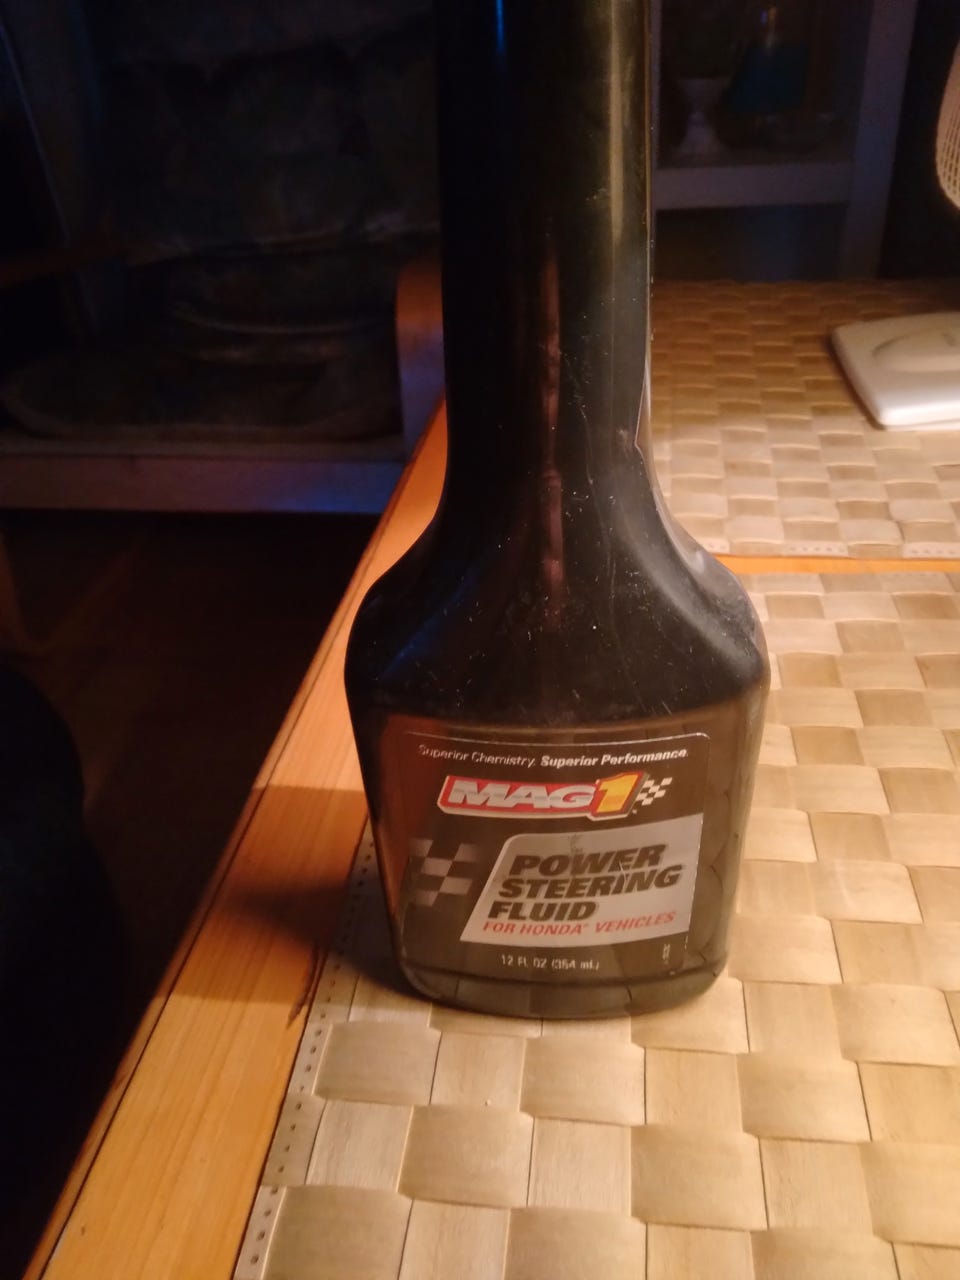 Superior Chemistry. Superior Performance.
MAG1
POWER
STEERING
FLUID
FOR HONDA® VEHICLES
12 FL OZ (354 mL)